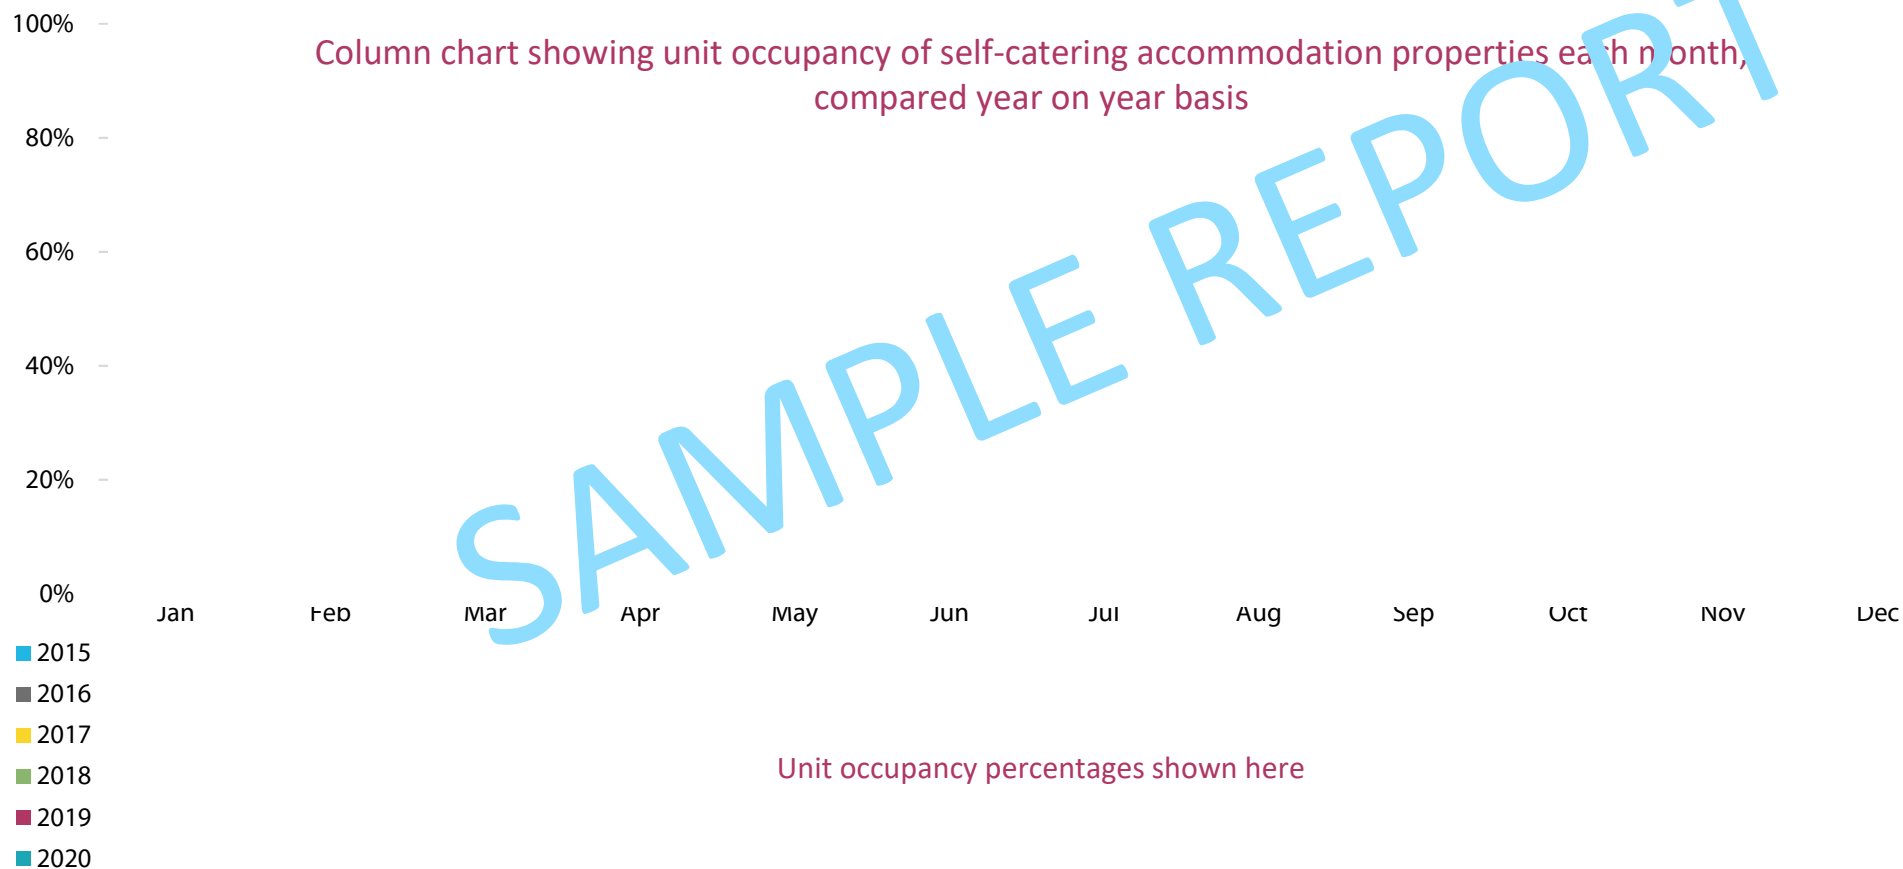 100%
Column chart showing unit occupancy of self-catering accommodation properties each month,
compared year on year basis
80%
60%
40%
20%
0%
SAMPLE REPORT
Jan Feb Mar Apr May Jun Jul Aug Sep Oct Nov Dec
2015
2016
2017
Unit occupancy percentages shown here
2018
2019
2020